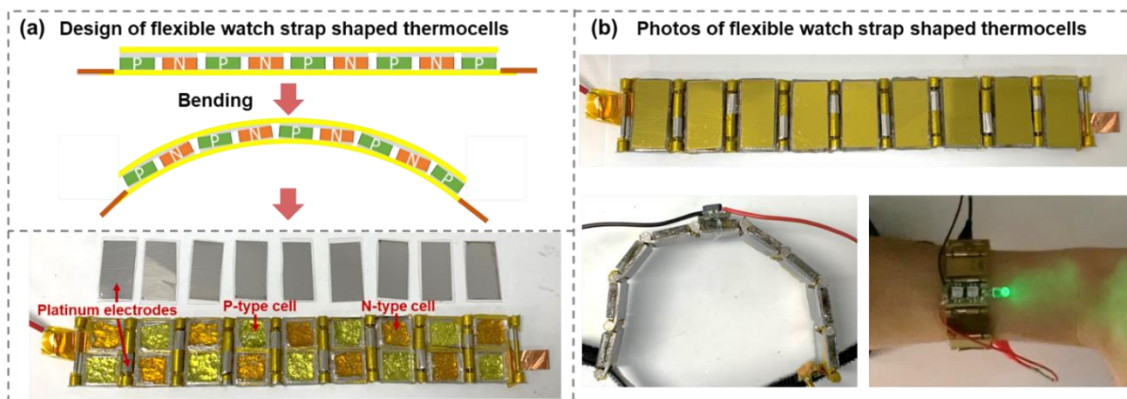 (a) Design of flexible watch strap shaped thermocells
P N P N P N P N P
Bending
P N P N P N P N P
Platinum electrodes
P-type cell
N-type cell
(b) Photos of flexible watch strap shaped thermocells